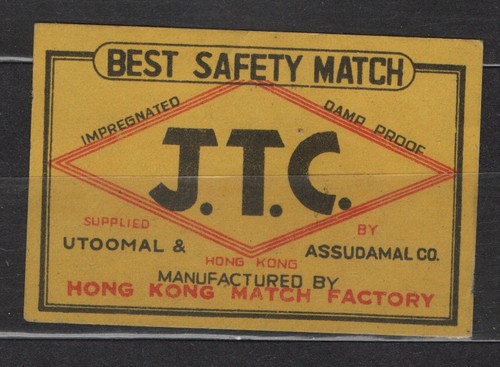 BEST SAFETY MATCH
IMPREGNATED DAMP PROOF
J.T.C.
SUPPLIED BY
UTOOMAL & ASSUDAMAL CO.
HONG KONG
MANUFACTURED BY
HONG KONG MATCH FACTORY